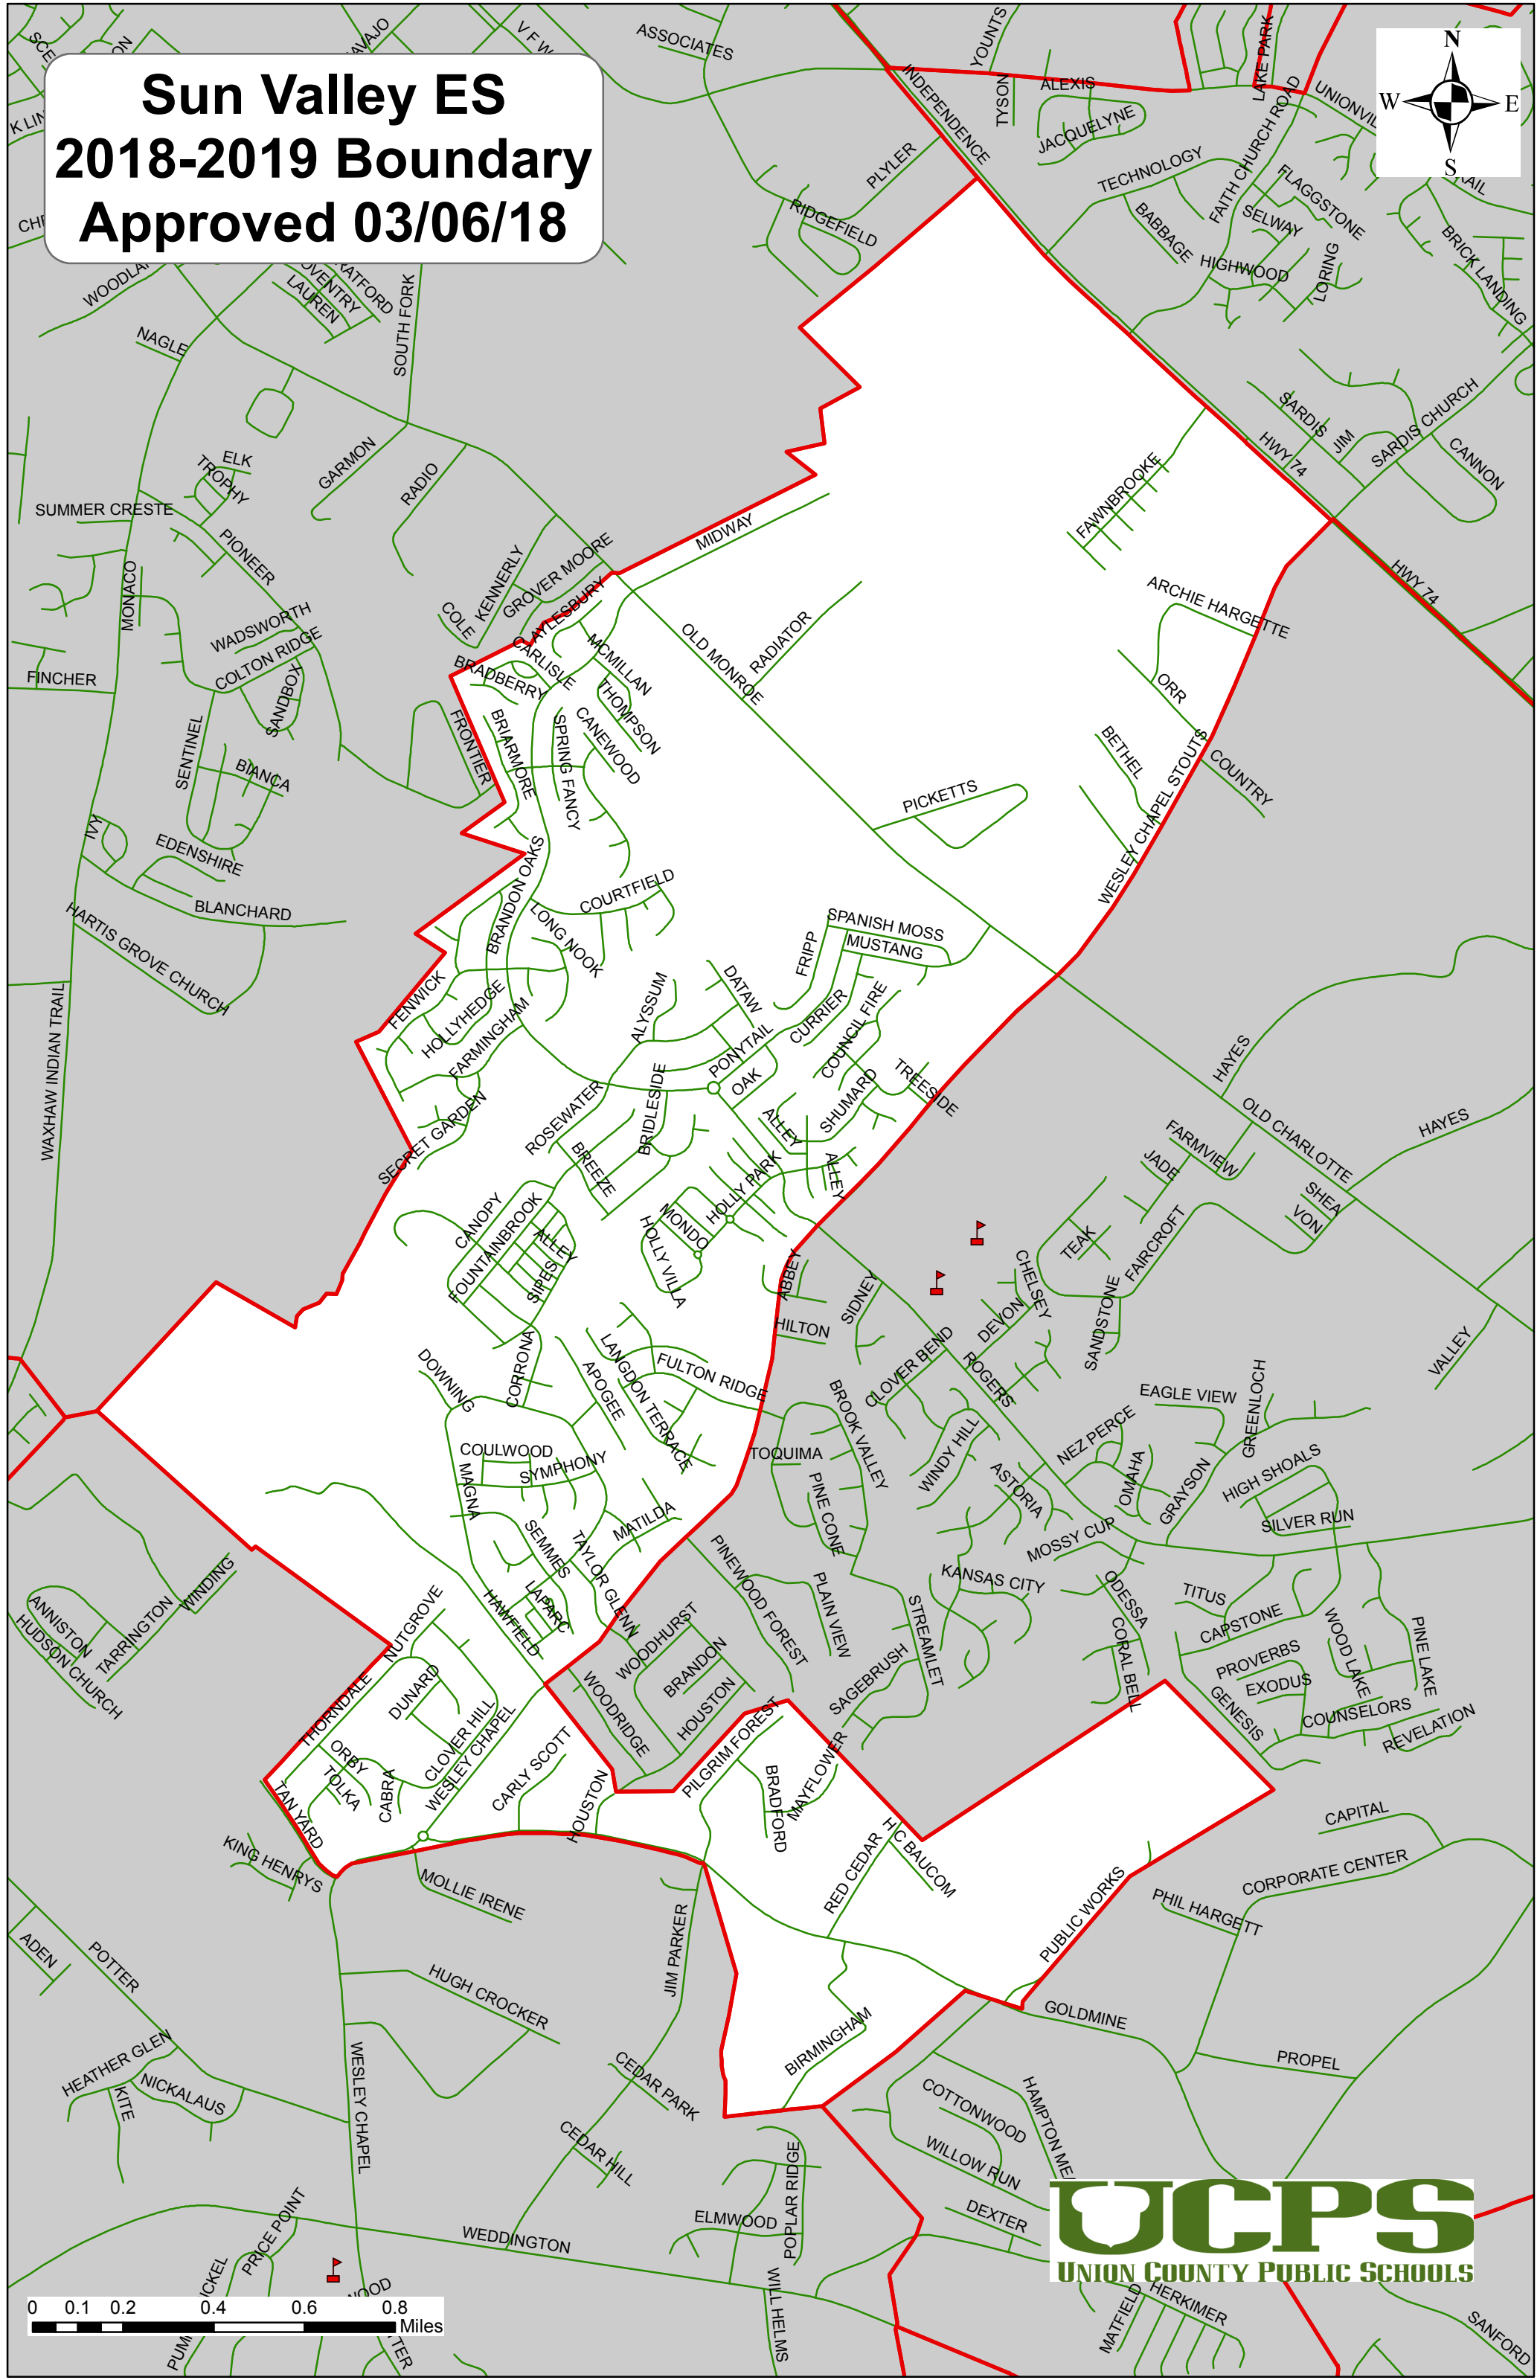 Sun Valley ES
2018-2019 Boundary
Approved 03/06/18
N
W E
S
ASSOCIATES
YOUNTS
LAKE PARK
INDEPENDENCE
TYSON
ALEXIS
JACQUELYNE
PLYLER
RIDGEFIELD
TECHNOLOGY
FAITH CHURCH ROAD
FLAGGSTONE
SELWAY
BABBAGE
HIGHWOOD
LORING
BRICK LANDING
LAUREN
NAGLE
SOUTH FORK
SARDIS
JIM
SARDIS CHURCH
CANNON
HWY 74
HWY 74
ELK
TROPHY
GARMON
RADIO
SUMMER CRESTE
PIONEER
MONACO
WADSWORTH
COLTON RIDGE
SANDBOX
FINCHER
SENTINEL
BIANCA
IVY
EDENSHIRE
BLANCHARD
HARTIS GROVE CHURCH
WAXHAW INDIAN TRAIL
KENNERLY
COLE
GROVER MOORE
AYLESBURY
CARLISLE
BRADBERRY
MCMILLAN
THOMPSON
CANEWOOD
FRONTIER
BRIARMORE
SPRING FANCY
MIDWAY
OLD MONROE
RADIATOR
FAWNBROOKE
ARCHIE HARGETTE
ORR
BETHEL
COUNTRY
WESLEY CHAPEL STOUTS
PICKETTS
BRANDON OAKS
LONG NOOK
COURTFIELD
SPANISH MOSS
MUSTANG
FRIPP
DATAW
CURRIER
COUNCIL FIRE
FENWICK
HOLLYHEDGE
FARMINGHAM
ALYSSUM
PONYTAIL
OAK
TREESIDE
SHUMARD
ALLEY
ALLEY
SECRET GARDEN
ROSEWATER
BRIDLESIDE
BREEZE
HOLLY PARK
MONDO
HOLLY VILLA
CANOPY
FOUNTAINBROOK
ALLEY
SIPES
HAYES
OLD CHARLOTTE
HAYES
FARMVIEW
JADE
SHEA
VON
TEAK
FAIRCROFT
CHELSEY
SANDSTONE
DEVON
ABBEY
SIDNEY
HILTON
CLOVER BEND
ROGERS
VALLEY
DOWNING
CORRONA
APOGEE
LANGDON TERRACE
FULTON RIDGE
BROOK VALLEY
TOQUIMA
PINE CONE
WINDY HILL
ASTORIA
NEZ PERCE
EAGLE VIEW
GREENLOCH
OMAHA
GRAYSON
HIGH SHOALS
SILVER RUN
COULWOOD
SYMPHONY
MAGNA
MATILDA
SEMMES
TAYLOR GLENN
LAPARC
HAWFIELD
MOSSY CUP
KANSAS CITY
ODESSA
CORAL BELL
TITUS
CAPSTONE
PROVERBS
EXODUS
WOOD LAKE
PINE LAKE
GENESIS
COUNSELORS
REVELATION
PINEWOOD FOREST
PLAIN VIEW
STREAMLET
SAGEBRUSH
WOODHURST
BRANDON
HOUSTON
WOODRIDGE
WINDING
TARRINGTON
ANNISTON
HUDSON CHURCH
NUTGROVE
THORNDALE
DUNARD
CLOVER HILL
WESLEY CHAPEL
ORBY
TOLKA
CABRA
TAN YARD
CARLY SCOTT
HOUSTON
PILGRIM FOREST
BRADFORD
MAYFLOWER
H C BAUCOM
RED CEDAR
PUBLIC WORKS
CAPITAL
CORPORATE CENTER
PHIL HARGETT
KING HENRYS
MOLLIE IRENE
JIM PARKER
ADEN
POTTER
HUGH CROCKER
BIRMINGHAM
GOLDMINE
PROPEL
HEATHER GLEN
KITE
NICKALAUS
WESLEY CHAPEL
CEDAR PARK
CEDAR HILL
COTTONWOOD
WILLOW RUN
DEXTER
POPLAR RIDGE
ELMWOOD
WEDDINGTON
WILL HELMS
PRICE POINT
MATFIELD
HERKIMER
SANFORD
UCPS
UNION COUNTY PUBLIC SCHOOLS
0 0.1 0.2 0.4 0.6 0.8
Miles